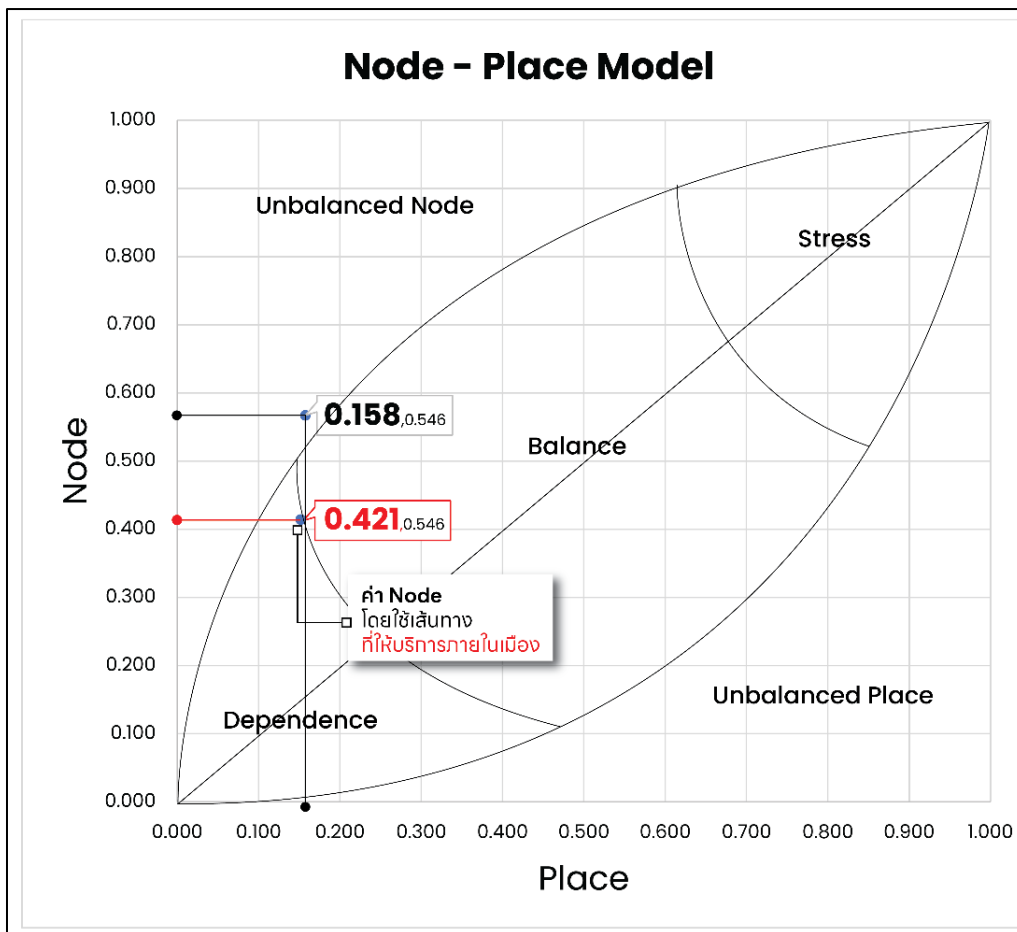 Node - Place Model
1.000
0.900
0.800
0.700
0.600
0.500
0.400
0.300
0.200
0.100
0.000
Node
Unbalanced Node
Stress
0.158,0.546
Balance
0.421,0.546
ค่า Node
โดยใช้เส้นทาง
ที่ให้บริการภายในเมือง
Unbalanced Place
Dependence
0.000 0.100 0.200 0.300 0.400 0.500 0.600 0.700 0.800 0.900 1.000
Place